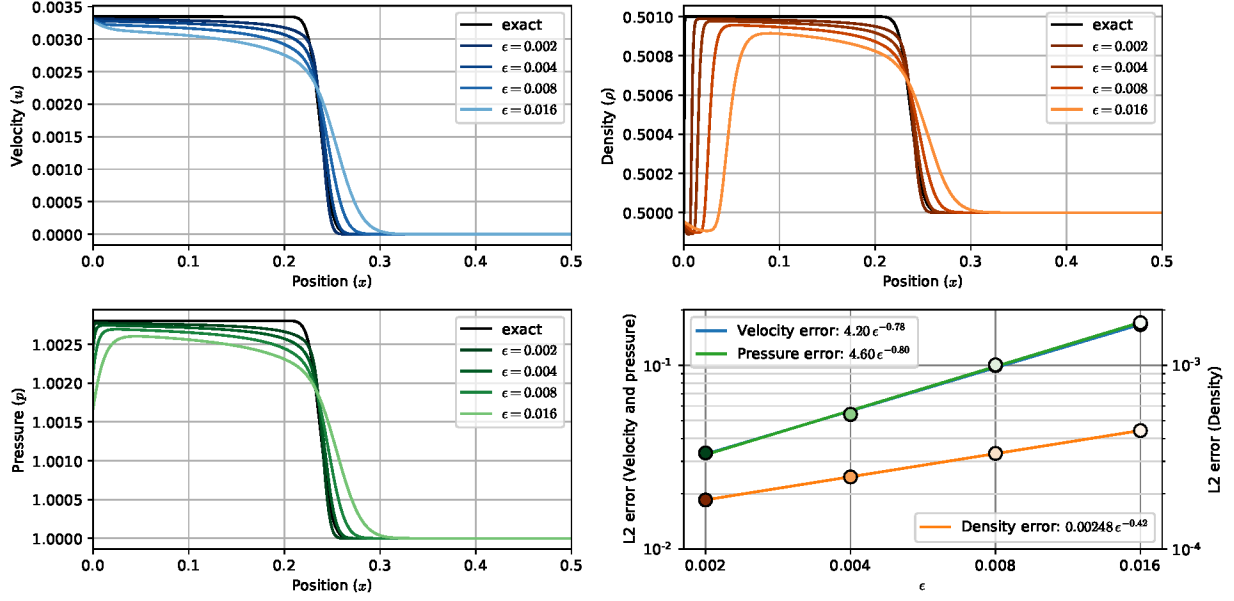 0.0035
0.0030
0.0025
0.0020
0.0015
0.0010
0.0005
0.0000
Velocity (u)
0.0 0.1 0.2 0.3 0.4 0.5
Position (x)
exact
ϵ = 0.002
ϵ = 0.004
ϵ = 0.008
ϵ = 0.016
0.5010
0.5008
0.5006
0.5004
0.5002
0.5000
Density (ρ)
0.0 0.1 0.2 0.3 0.4 0.5
Position (x)
exact
ϵ = 0.002
ϵ = 0.004
ϵ = 0.008
ϵ = 0.016
1.0025
1.0020
1.0015
1.0010
1.0005
1.0000
Pressure (p)
0.0 0.1 0.2 0.3 0.4 0.5
Position (x)
exact
ϵ = 0.002
ϵ = 0.004
ϵ = 0.008
ϵ = 0.016
10⁻¹
10⁻²
L2 error (Velocity and pressure)
Velocity error: 4.20 ϵ⁻⁰·⁷⁸
Pressure error: 4.60 ϵ⁻⁰·⁸⁰
Density error: 0.00248 ϵ⁻⁰·⁴²
0.002 0.004 0.008 0.016
ϵ
10⁻³
10⁻⁴
L2 error (Density)